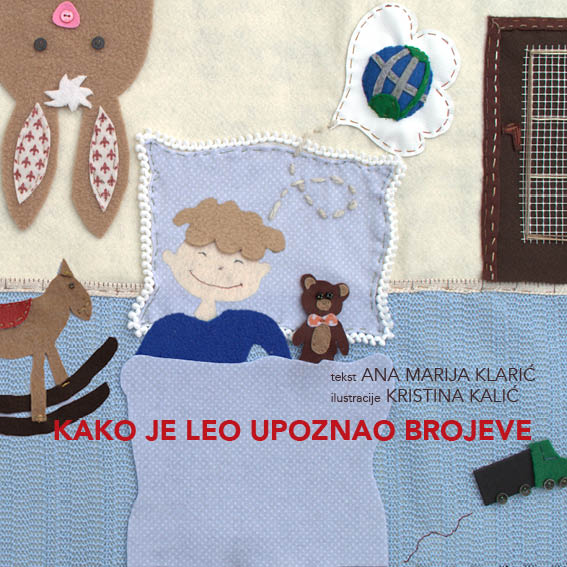 tekst ANA MARIJA KLARIĆ
ilustracije KRISTINA KALIĆ
KAKO JE LEO UPOZNAO BROJEVE